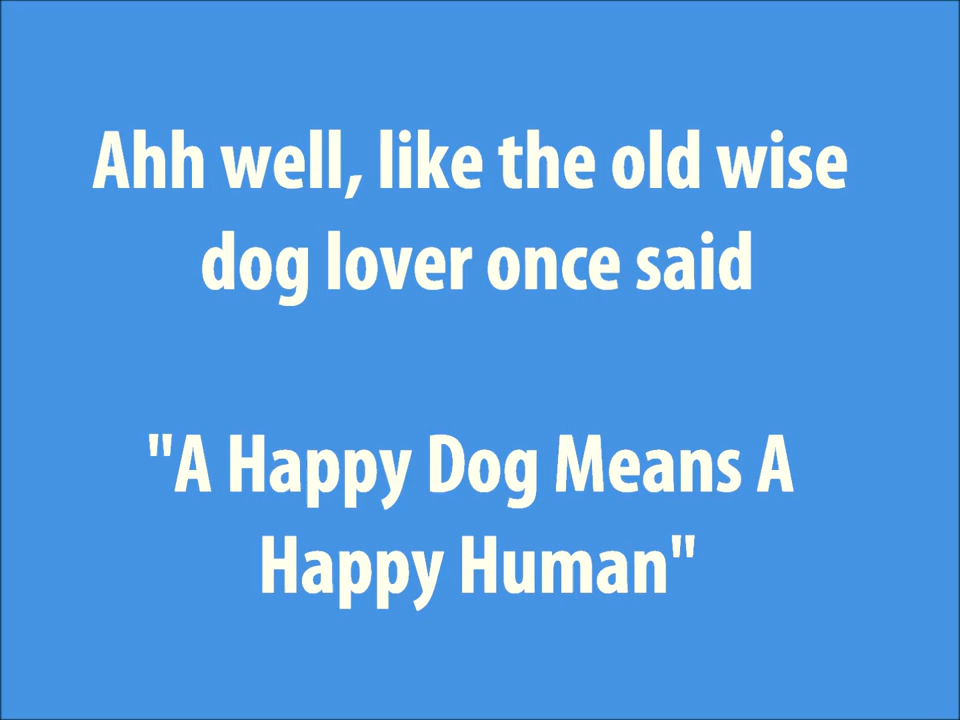 Ahh well, like the old wise
dog lover once said
"A Happy Dog Means A
Happy Human"